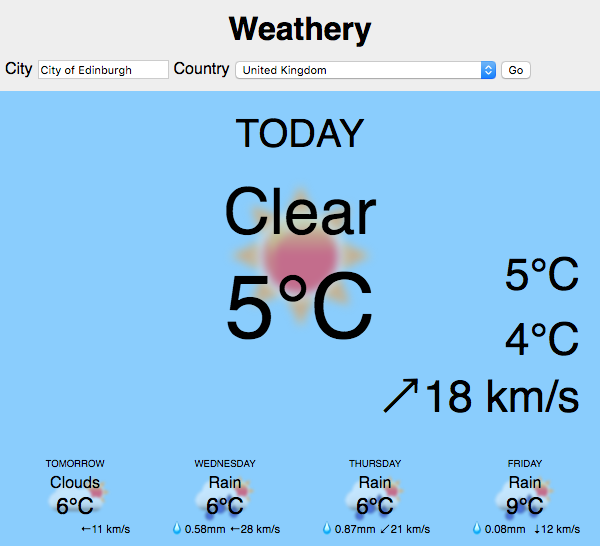 Weathery
City City of Edinburgh Country United Kingdom Go
TODAY
Clear
5°C
5°C
4°C
↗18 km/s
TOMORROW
Clouds
6°C
←11 km/s
WEDNESDAY
Rain
6°C
0.58mm ←28 km/s
THURSDAY
Rain
6°C
0.87mm ↙21 km/s
FRIDAY
Rain
9°C
0.08mm ↓12 km/s